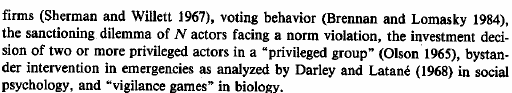 firms (Sherman and Willett 1967), voting behavior (Brennan and Lomasky 1984),
the sanctioning dilemma of N actors facing a norm violation, the investment deci-
sion of two or more privileged actors in a "privileged group" (Olson 1965), bystan-
der intervention in emergencies as analyzed by Darley and Latané (1968) in social
psychology, and "vigilance games" in biology.